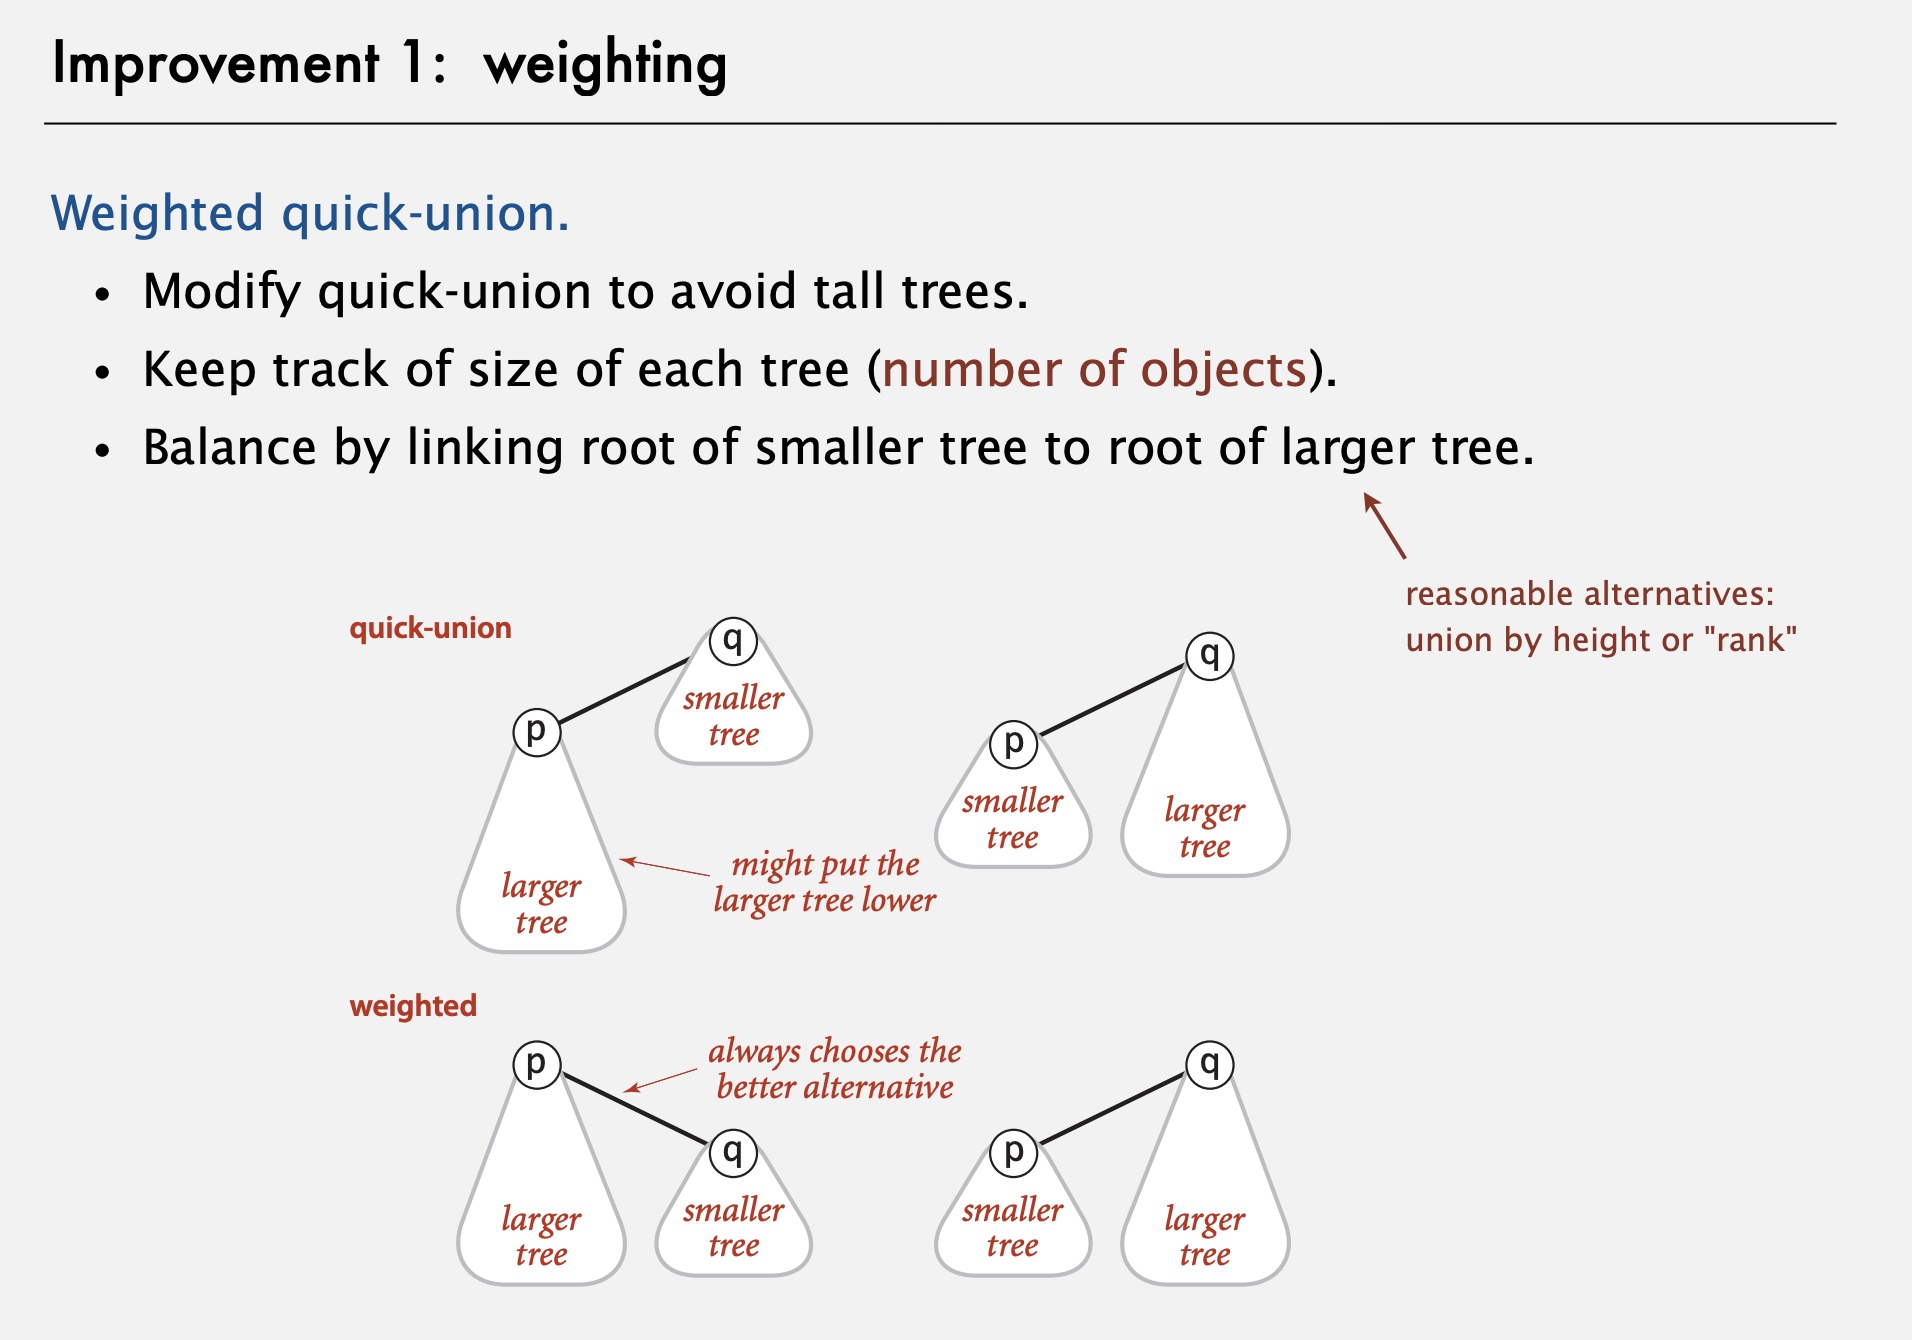 Improvement 1: weighting
Weighted quick-union.
• Modify quick-union to avoid tall trees.
• Keep track of size of each tree (number of objects).
• Balance by linking root of smaller tree to root of larger tree.
reasonable alternatives:
union by height or "rank"
quick-union
q
smaller
tree
p
larger
tree
might put the
larger tree lower
q
p
smaller
tree
larger
tree
weighted
p
always chooses the
better alternative
q
larger
tree
smaller
tree
q
p
smaller
tree
larger
tree